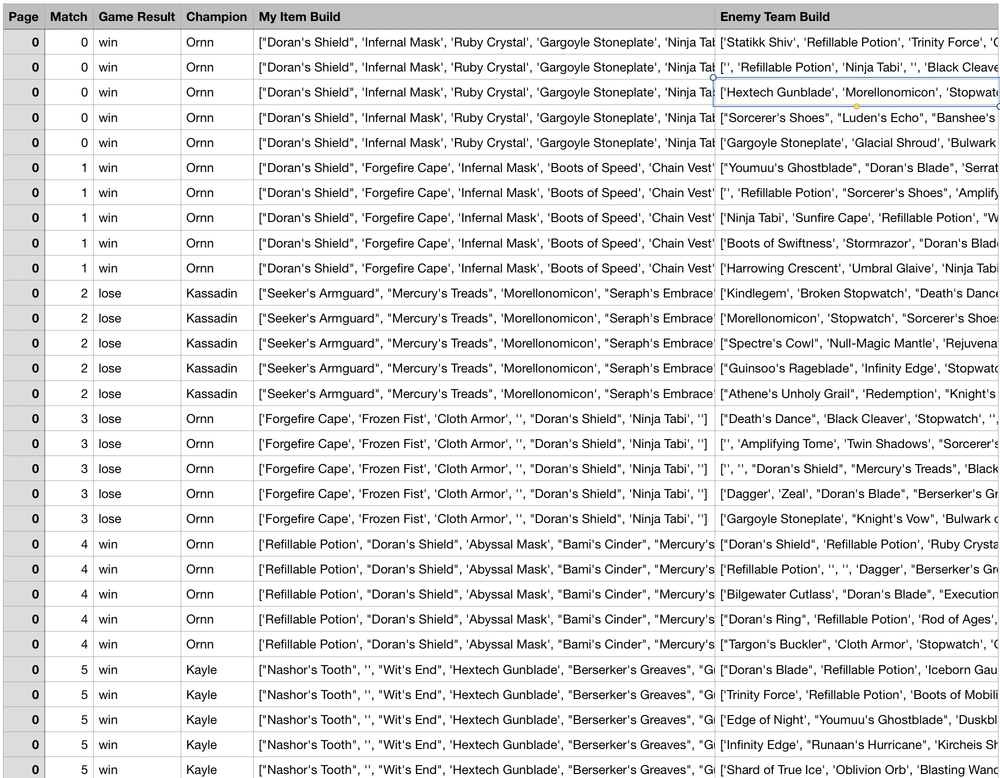 Page Match Game Result Champion My Item Build Enemy Team Build
0 0 win Ornn ["Doran's Shield", 'Infernal Mask', 'Ruby Crystal', 'Gargoyle Stoneplate', 'Ninja Tab ['Statikk Shiv', 'Refillable Potion', 'Trinity Force', '
0 0 win Ornn ["Doran's Shield", 'Infernal Mask', 'Ruby Crystal', 'Gargoyle Stoneplate', 'Ninja Tab ['', 'Refillable Potion', 'Ninja Tabi', '', 'Black Cleave
0 0 win Ornn ["Doran's Shield", 'Infernal Mask', 'Ruby Crystal', 'Gargoyle Stoneplate', 'Ninja Tab ['Hextech Gunblade', 'Morellonomicon', 'Stopwatc
0 0 win Ornn ["Doran's Shield", 'Infernal Mask', 'Ruby Crystal', 'Gargoyle Stoneplate', 'Ninja Tab ["Sorcerer's Shoes", "Luden's Echo", "Banshee's
0 0 win Ornn ["Doran's Shield", 'Infernal Mask', 'Ruby Crystal', 'Gargoyle Stoneplate', 'Ninja Tab ['Gargoyle Stoneplate', 'Glacial Shroud', 'Bulwark
0 1 win Ornn ["Doran's Shield", 'Forgefire Cape', 'Infernal Mask', 'Boots of Speed', 'Chain Vest' ["Youmuu's Ghostblade", "Doran's Blade", 'Serrat
0 1 win Ornn ["Doran's Shield", 'Forgefire Cape', 'Infernal Mask', 'Boots of Speed', 'Chain Vest' ['', 'Refillable Potion', "Sorcerer's Shoes", 'Amplify
0 1 win Ornn ["Doran's Shield", 'Forgefire Cape', 'Infernal Mask', 'Boots of Speed', 'Chain Vest' ['Ninja Tabi', 'Sunfire Cape', 'Refillable Potion', "W
0 1 win Ornn ["Doran's Shield", 'Forgefire Cape', 'Infernal Mask', 'Boots of Speed', 'Chain Vest' ['Boots of Swiftness', 'Stormrazor', "Doran's Blade
0 1 win Ornn ["Doran's Shield", 'Forgefire Cape', 'Infernal Mask', 'Boots of Speed', 'Chain Vest' ['Harrowing Crescent', 'Umbral Glaive', 'Ninja Tabi
0 2 lose Kassadin ["Seeker's Armguard", "Mercury's Treads", 'Morellonomicon', "Seraph's Embrace" ['Kindlegem', 'Broken Stopwatch', "Death's Dance
0 2 lose Kassadin ["Seeker's Armguard", "Mercury's Treads", 'Morellonomicon', "Seraph's Embrace" ['Morellonomicon', 'Stopwatch', "Sorcerer's Shoes
0 2 lose Kassadin ["Seeker's Armguard", "Mercury's Treads", 'Morellonomicon', "Seraph's Embrace" ["Spectre's Cowl", 'Null-Magic Mantle', 'Rejuvena
0 2 lose Kassadin ["Seeker's Armguard", "Mercury's Treads", 'Morellonomicon', "Seraph's Embrace" ["Guinsoo's Rageblade", 'Infinity Edge', 'Stopwatc
0 2 lose Kassadin ["Seeker's Armguard", "Mercury's Treads", 'Morellonomicon', "Seraph's Embrace" ["Athene's Unholy Grail", 'Redemption', "Knight's
0 3 lose Ornn ['Forgefire Cape', 'Frozen Fist', 'Cloth Armor', '', "Doran's Shield", 'Ninja Tabi', ''] ["Death's Dance", 'Black Cleaver', 'Stopwatch', '',
0 3 lose Ornn ['Forgefire Cape', 'Frozen Fist', 'Cloth Armor', '', "Doran's Shield", 'Ninja Tabi', ''] ['', 'Amplifying Tome', 'Twin Shadows', "Sorcerer's
0 3 lose Ornn ['Forgefire Cape', 'Frozen Fist', 'Cloth Armor', '', "Doran's Shield", 'Ninja Tabi', ''] ['', '', "Doran's Shield", "Mercury's Treads", 'Black
0 3 lose Ornn ['Forgefire Cape', 'Frozen Fist', 'Cloth Armor', '', "Doran's Shield", 'Ninja Tabi', ''] ['Dagger', 'Zeal', "Doran's Blade", "Berserker's Gr
0 3 lose Ornn ['Forgefire Cape', 'Frozen Fist', 'Cloth Armor', '', "Doran's Shield", 'Ninja Tabi', ''] ['Gargoyle Stoneplate', "Knight's Vow", 'Bulwark o
0 4 win Ornn ['Refillable Potion', "Doran's Shield", 'Abyssal Mask', "Bami's Cinder", "Mercury's ["Doran's Shield", 'Refillable Potion', 'Ruby Crysta
0 4 win Ornn ['Refillable Potion', "Doran's Shield", 'Abyssal Mask', "Bami's Cinder", "Mercury's ['Refillable Potion', '', '', 'Dagger', "Berserker's Gre
0 4 win Ornn ['Refillable Potion', "Doran's Shield", 'Abyssal Mask', "Bami's Cinder", "Mercury's ['Bilgewater Cutlass', "Doran's Blade", "Execution
0 4 win Ornn ['Refillable Potion', "Doran's Shield", 'Abyssal Mask', "Bami's Cinder", "Mercury's ["Doran's Ring", 'Refillable Potion', 'Rod of Ages',
0 4 win Ornn ['Refillable Potion', "Doran's Shield", 'Abyssal Mask', "Bami's Cinder", "Mercury's ["Targon's Buckler", 'Cloth Armor', 'Stopwatch', '
0 5 win Kayle ["Nashor's Tooth", '', "Wit's End", 'Hextech Gunblade', "Berserker's Greaves", "Gu ["Doran's Blade", 'Refillable Potion', 'Iceborn Gau
0 5 win Kayle ["Nashor's Tooth", '', "Wit's End", 'Hextech Gunblade', "Berserker's Greaves", "Gu ['Trinity Force', 'Refillable Potion', 'Boots of Mobili
0 5 win Kayle ["Nashor's Tooth", '', "Wit's End", 'Hextech Gunblade', "Berserker's Greaves", "Gu ['Edge of Night', "Youmuu's Ghostblade", 'Duskbl
0 5 win Kayle ["Nashor's Tooth", '', "Wit's End", 'Hextech Gunblade', "Berserker's Greaves", "Gu ['Infinity Edge', "Runaan's Hurricane", 'Kircheis Sh
0 5 win Kayle ["Nashor's Tooth", '', "Wit's End", 'Hextech Gunblade', "Berserker's Greaves", "Gu ['Shard of True Ice', 'Oblivion Orb', 'Blasting Wand